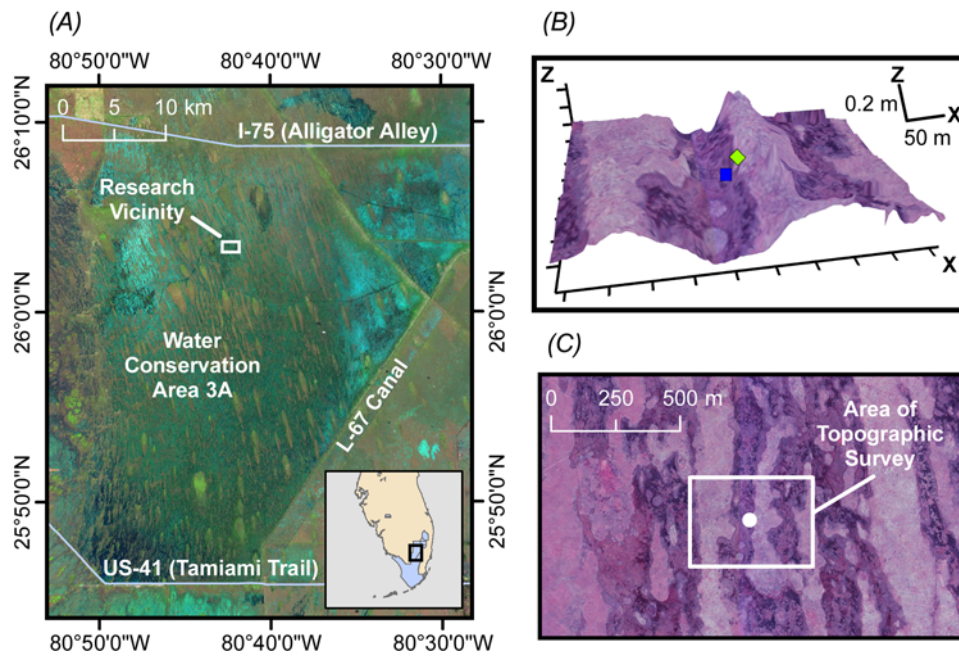 (A)
80°50'0"W 80°40'0"W 80°30'0"W
0 5 10 km
I-75 (Alligator Alley)
Research
Vicinity
Water
Conservation
Area 3A
L-67 Canal
US-41 (Tamiami Trail)
26°10'0"N
26°0'0"N
25°50'0"N
26°10'0"N
26°0'0"N
25°50'0"N
80°50'0"W 80°40'0"W 80°30'0"W
(B)
Z
Z
0.2 m
X
50 m
X
(C)
0 250 500 m
Area of
Topographic
Survey